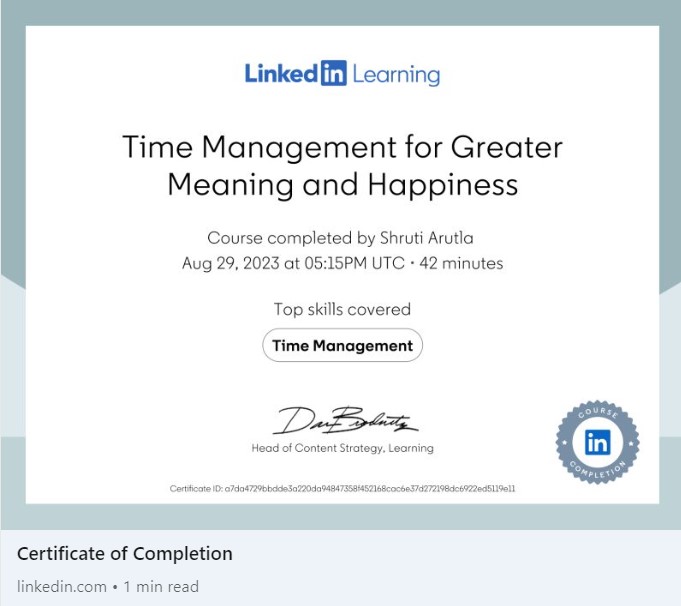 Linked in Learning
Time Management for Greater
Meaning and Happiness
Course completed by Shruti Arutla
Aug 29, 2023 at 05:15PM UTC • 42 minutes
Top skills covered
Time Management
Head of Content Strategy, Learning
COURSE
in
COMPLETION
Certificate ID: a7da4729bbdde3a220da94847358f452168cac6e37d272198dc6922ed5119e11
Certificate of Completion
linkedin.com • 1 min read